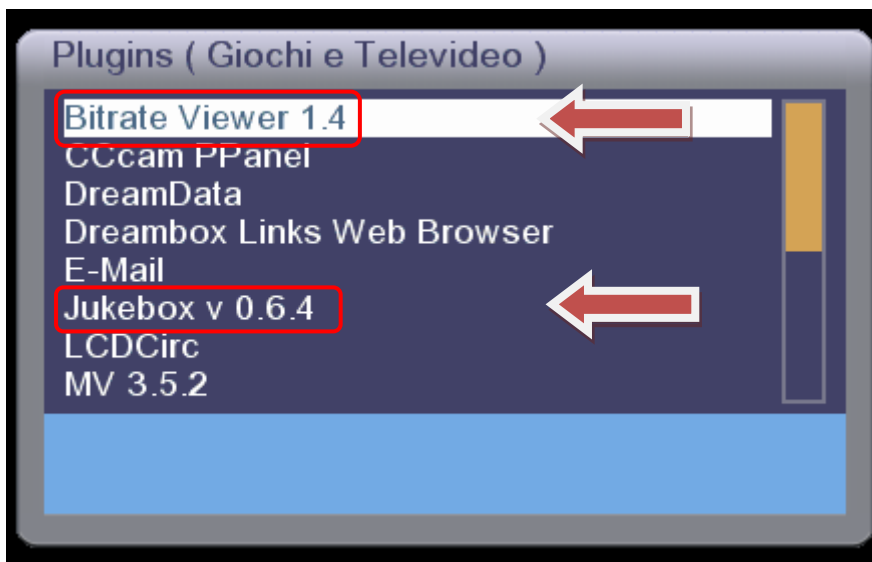 Plugins ( Giochi e Televideo )
Bitrate Viewer 1.4
CCcam PPanel
DreamData
Dreambox Links Web Browser
E-Mail
Jukebox v 0.6.4
LCDCirc
MV 3.5.2